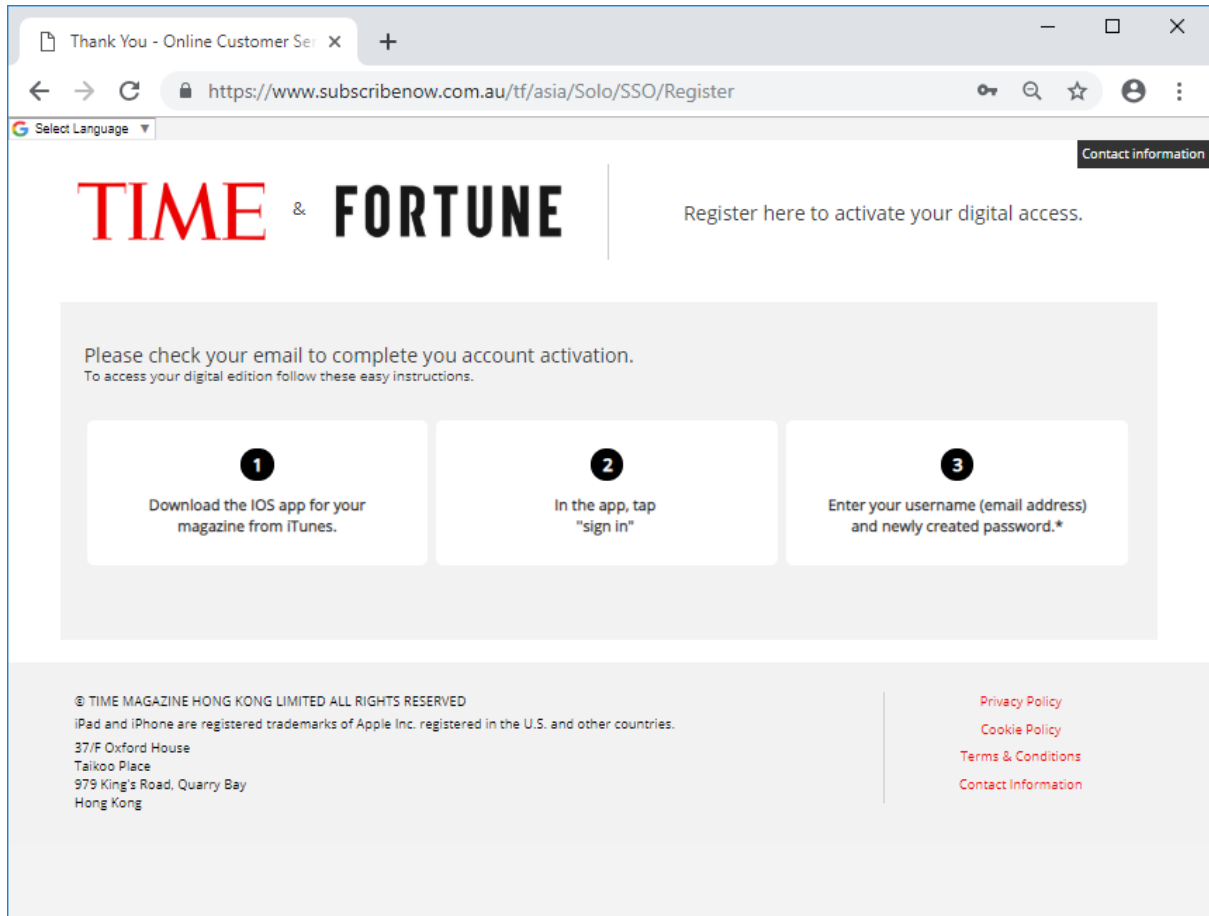 Thank You - Online Customer Ser
https://www.subscribenow.com.au/tf/asia/Solo/SSO/Register
G Select Language ▼
Contact information
TIME & FORTUNE
Register here to activate your digital access.
Please check your email to complete you account activation.
To access your digital edition follow these easy instructions.
1
Download the IOS app for your
magazine from iTunes.
2
In the app, tap
"sign in"
3
Enter your username (email address)
and newly created password.*
© TIME MAGAZINE HONG KONG LIMITED ALL RIGHTS RESERVED
iPad and iPhone are registered trademarks of Apple Inc. registered in the U.S. and other countries.
37/F Oxford House
Taikoo Place
979 King's Road, Quarry Bay
Hong Kong
Privacy Policy
Cookie Policy
Terms & Conditions
Contact Information